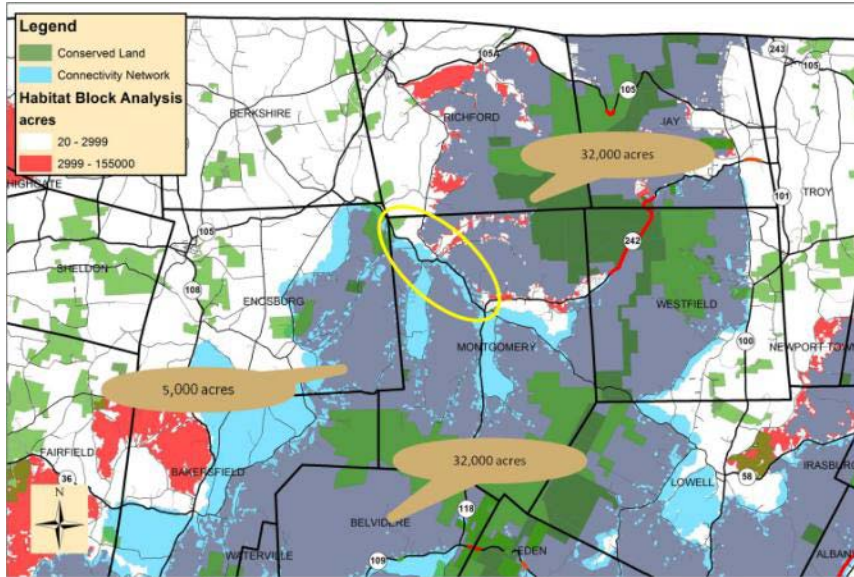 Legend
Conserved Land
Connectivity Network
Habitat Block Analysis
acres
20 - 2999
2999 - 155000
105A
243
105
BERKSHIRE
RICHFORD
105
JAY
32,000 acres
HIGHGATE
101
TROY
105
242
SHELDON
ENOSBURG
108
WESTFIELD
100
MONTGOMERY
NEWPORT TOWN
5,000 acres
FAIRFIELD
32,000 acres
36
BAKERSFIELD
58
IRASBURG
LOWELL
N
118
BELVIDERE
WATERVILLE
EDEN
109
ALBAN